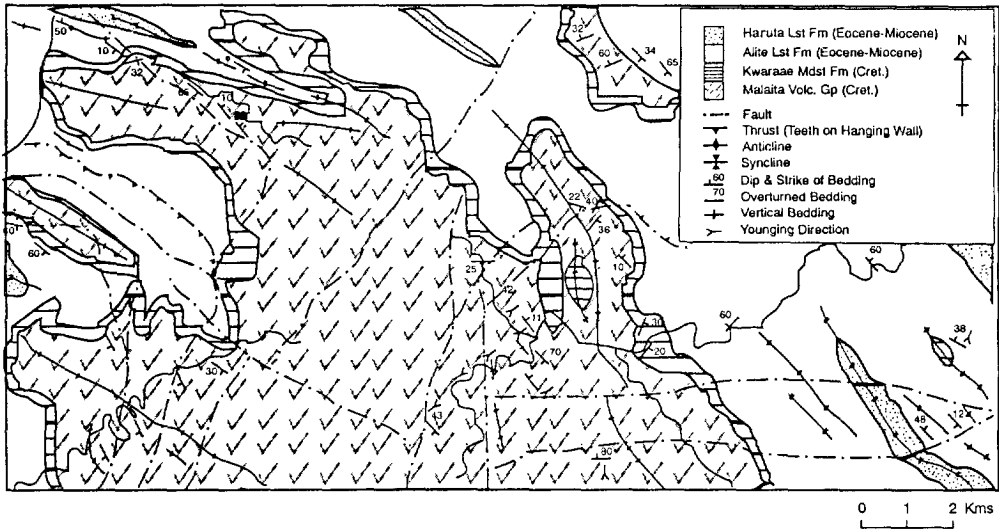 Haruta Lst Fm (Eocene-Miocene)
Alite Lst Fm (Eocene-Miocene)
Kwaraae Mdst Fm (Cret.)
Malaita Volc. Gp (Cret.)
N
Fault
Thrust (Teeth on Hanging Wall)
Anticline
Syncline
60 Dip & Strike of Bedding
70 Overturned Bedding
Vertical Bedding
Younging Direction
50
10
32
10
32
60
34
65
22
40
36
60
60
60
25
10
42
11
30
60
38
20
70
30
43
48
12
80
0 1 2 Kms